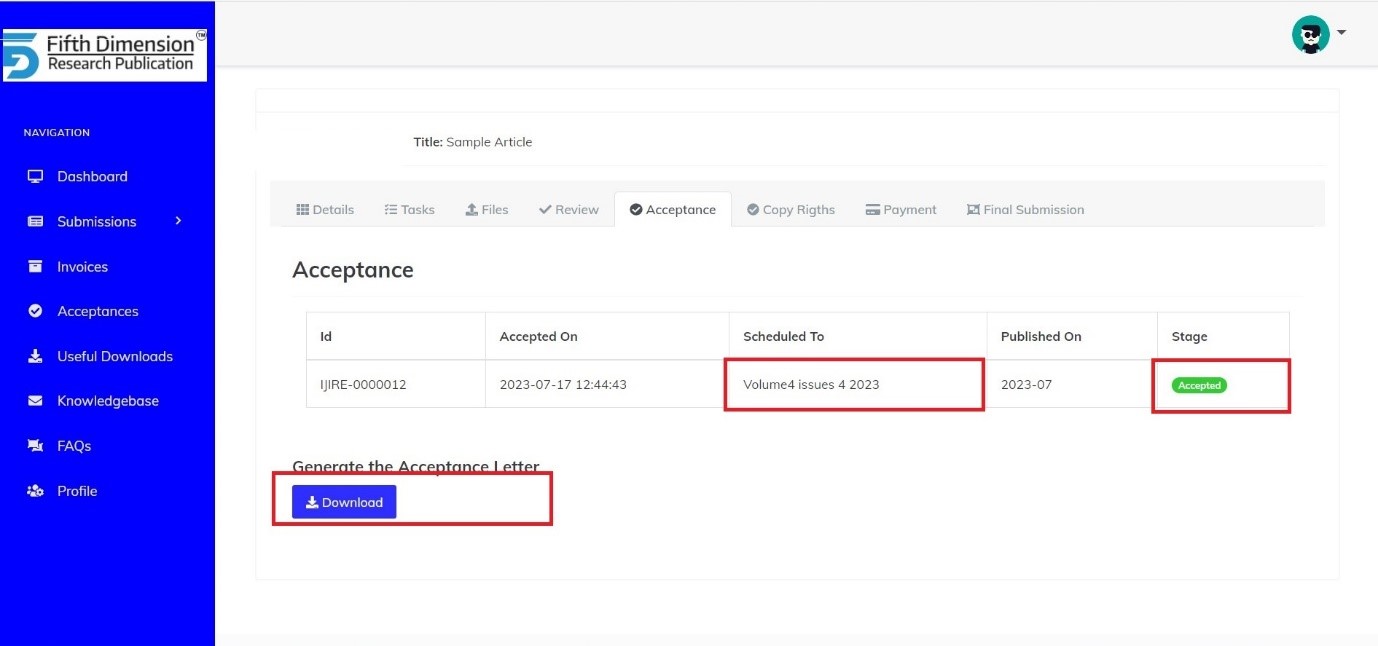 Fifth Dimension TM
Research Publication
NAVIGATION
Dashboard
Submissions
Invoices
Acceptances
Useful Downloads
Knowledgebase
FAQs
Profile
Title: Sample Article
Details Tasks Files Review Acceptance Copy Rigths Payment Final Submission
Acceptance
Id Accepted On Scheduled To Published On Stage
IJIRE-0000012 2023-07-17 12:44:43 Volume4 issues 4 2023 2023-07 Accepted
Generate the Acceptance Letter
Download